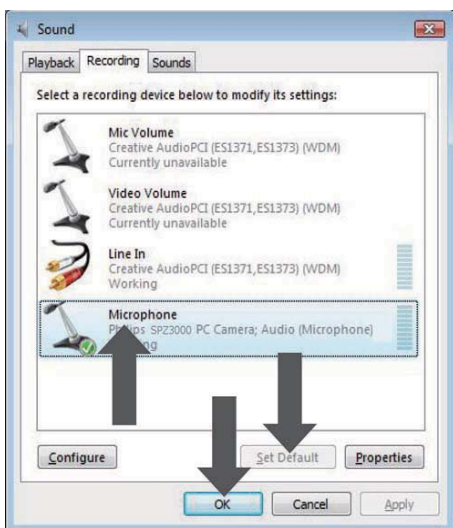 Sound
Playback Recording Sounds
Select a recording device below to modify its settings:
Mic Volume
Creative AudioPCI (ES1371,ES1373) (WDM)
Currently unavailable
Video Volume
Creative AudioPCI (ES1371,ES1373) (WDM)
Currently unavailable
Line In
Creative AudioPCI (ES1371,ES1373) (WDM)
Working
Microphone
SPZ3000 PC Camera; Audio (Microphone)
Configure Set Default Properties
OK Cancel Apply